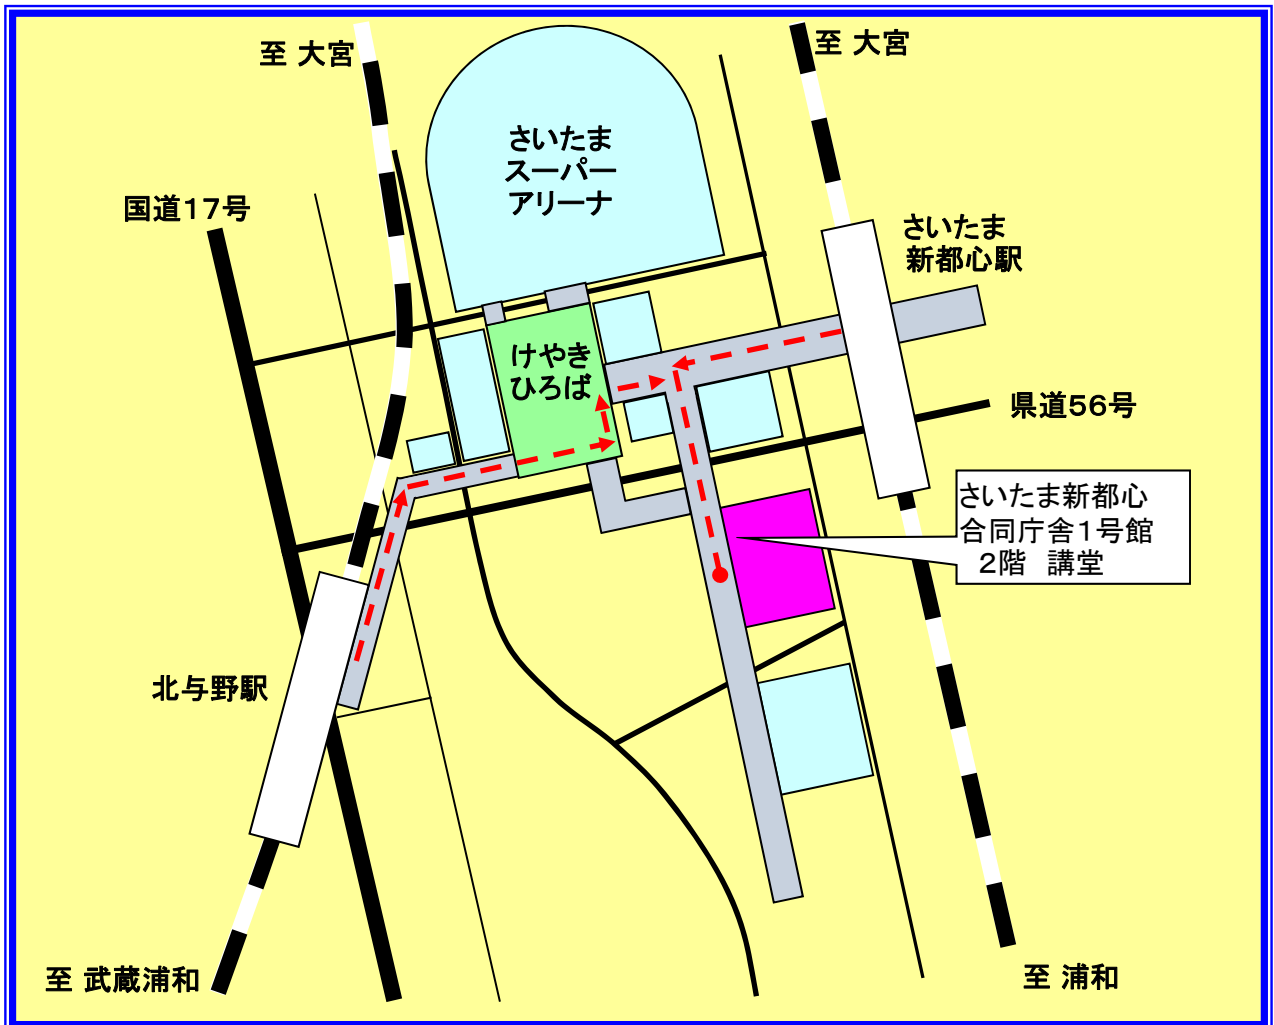 至 大宮
至 大宮
さいたま
スーパー
アリーナ
国道17号
さいたま
新都心駅
けやき
ひろば
県道56号
さいたま新都心
合同庁舎1号館
2階　講堂
北与野駅
至 武蔵浦和
至 浦和